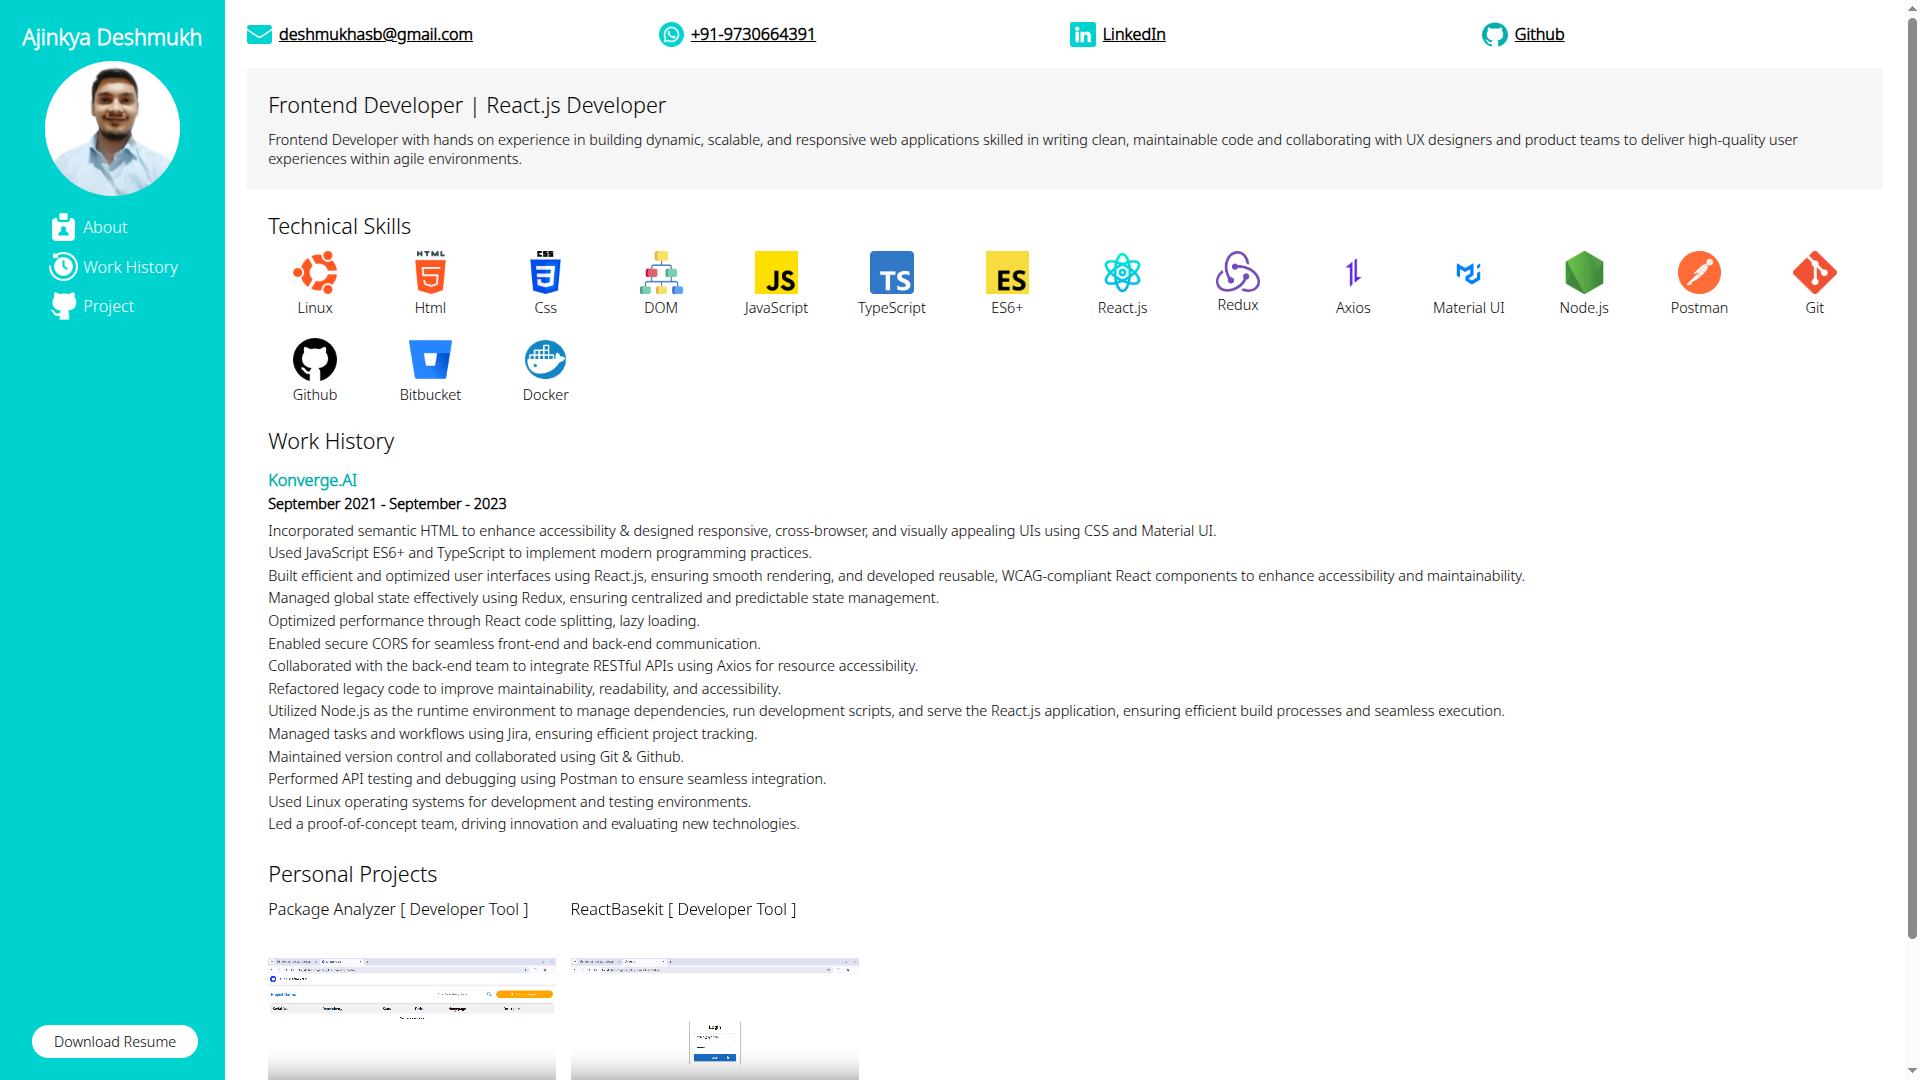 Ajinkya Deshmukh
About
Work History
Project
Download Resume
deshmukhasb@gmail.com
+91-9730664391
LinkedIn
Github
Frontend Developer | React.js Developer
Frontend Developer with hands on experience in building dynamic, scalable, and responsive web applications skilled in writing clean, maintainable code and collaborating with UX designers and product teams to deliver high-quality user
experiences within agile environments.
Technical Skills
HTML
CSS
JS
TS
ES
Linux
Html
Css
DOM
JavaScript
TypeScript
ES6+
React.js
Redux
Axios
Material UI
Node.js
Postman
Git
Github
Bitbucket
Docker
Work History
Konverge.AI
September 2021 - September - 2023
Incorporated semantic HTML to enhance accessibility & designed responsive, cross-browser, and visually appealing UIs using CSS and Material UI.
Used JavaScript ES6+ and TypeScript to implement modern programming practices.
Built efficient and optimized user interfaces using React.js, ensuring smooth rendering, and developed reusable, WCAG-compliant React components to enhance accessibility and maintainability.
Managed global state effectively using Redux, ensuring centralized and predictable state management.
Optimized performance through React code splitting, lazy loading.
Enabled secure CORS for seamless front-end and back-end communication.
Collaborated with the back-end team to integrate RESTful APIs using Axios for resource accessibility.
Refactored legacy code to improve maintainability, readability, and accessibility.
Utilized Node.js as the runtime environment to manage dependencies, run development scripts, and serve the React.js application, ensuring efficient build processes and seamless execution.
Managed tasks and workflows using Jira, ensuring efficient project tracking.
Maintained version control and collaborated using Git & Github.
Performed API testing and debugging using Postman to ensure seamless integration.
Used Linux operating systems for development and testing environments.
Led a proof-of-concept team, driving innovation and evaluating new technologies.
Personal Projects
Package Analyzer [ Developer Tool ]
ReactBasekit [ Developer Tool ]
Login